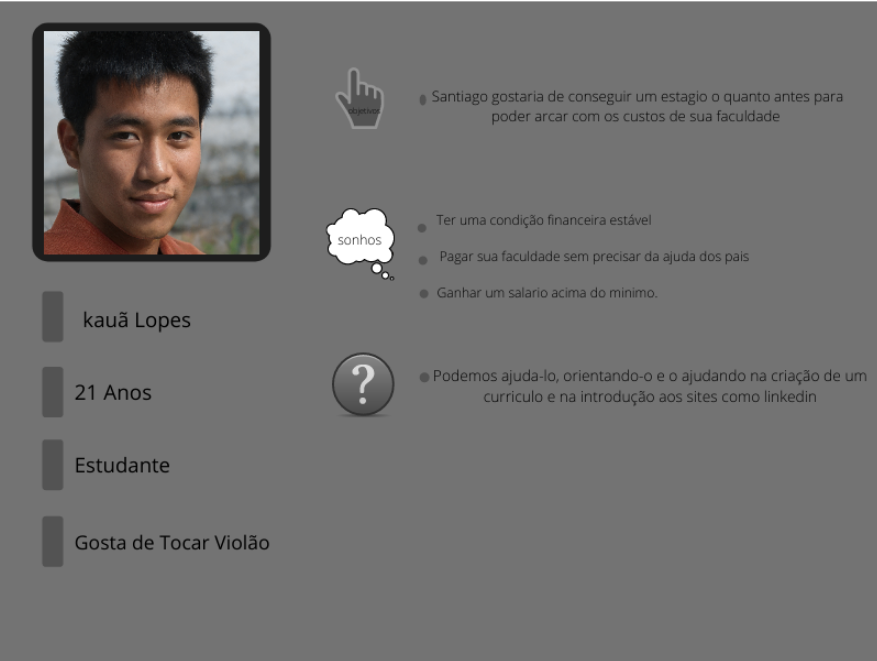 kauã Lopes
21 Anos
Estudante
Gosta de Tocar Violão
objetivo
Santiago gostaria de conseguir um estagio o quanto antes para
poder arcar com os custos de sua faculdade
sonhos
Ter uma condição financeira estável
Pagar sua faculdade sem precisar da ajuda dos pais
Ganhar um salario acima do minimo.
?
Podemos ajuda-lo, orientando-o e o ajudando na criação de um
curriculo e na introdução aos sites como linkedin